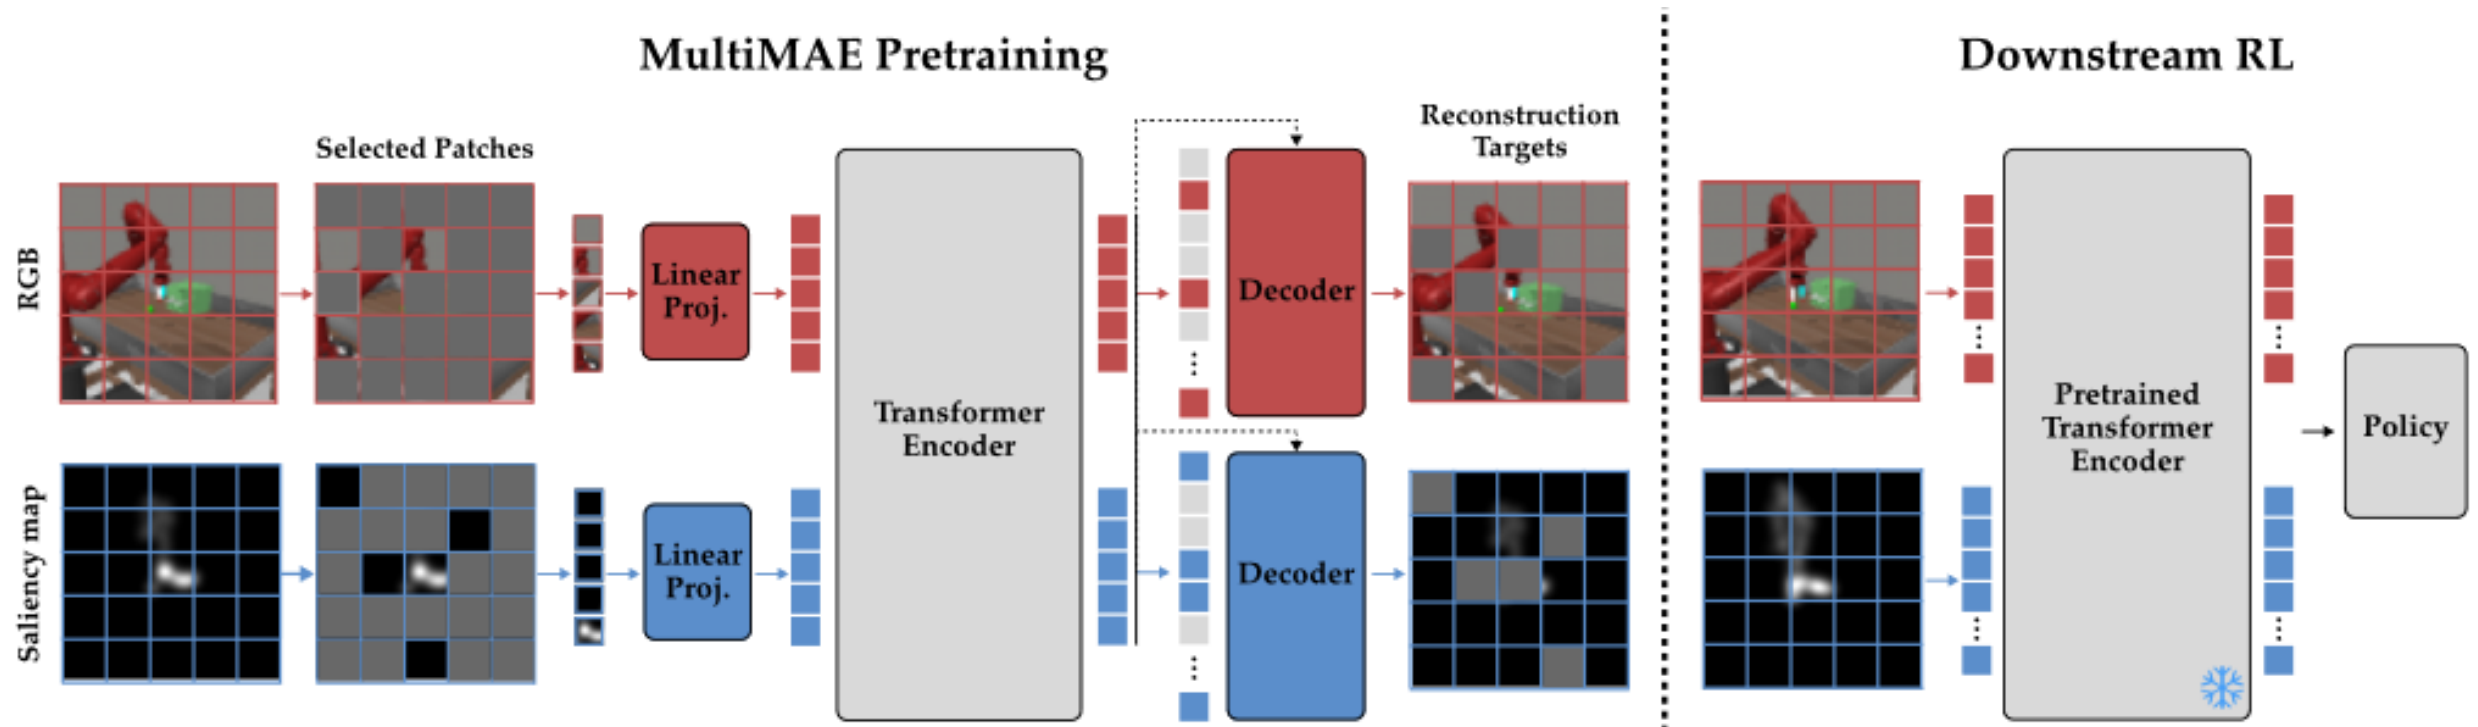 MultiMAE Pretraining
Downstream RL
Selected Patches
Reconstruction
Targets
RGB
Linear
Proj.
Decoder
Transformer
Encoder
Pretrained
Transformer
Encoder
Policy
Saliency map
Linear
Proj.
Decoder